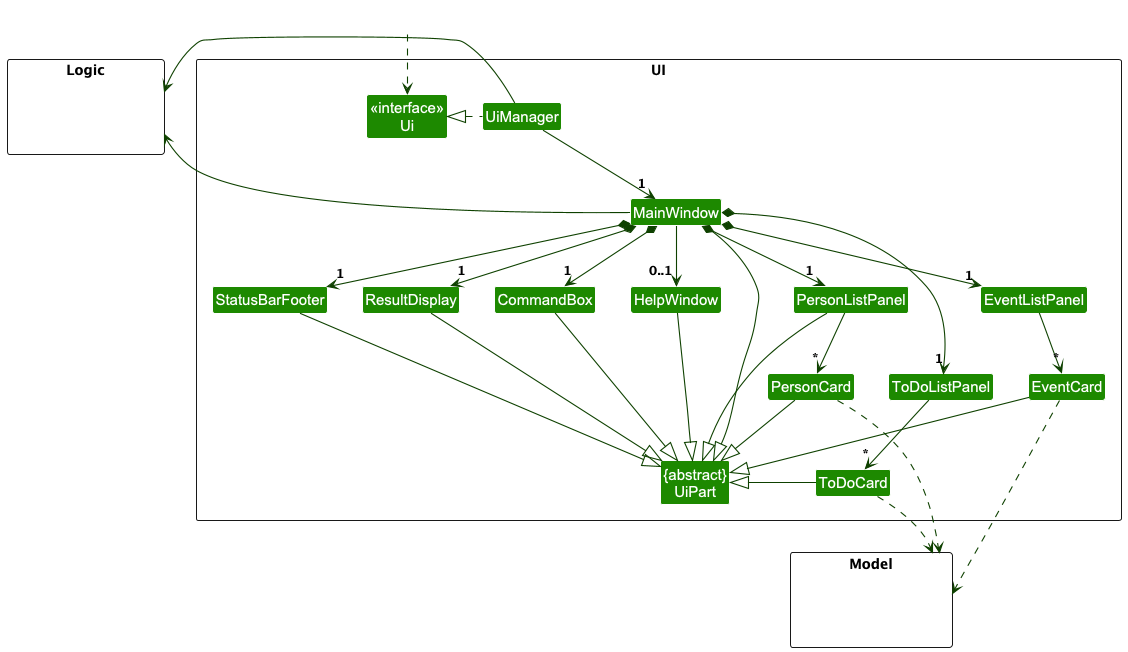 Logic
UI
«interface»
Ui
UiManager
1
MainWindow
1
1
1
0..1
1
1
StatusBarFooter
ResultDisplay
CommandBox
HelpWindow
PersonListPanel
EventListPanel
*
1
*
PersonCard
ToDoListPanel
EventCard
*
{abstract}
UiPart
ToDoCard
Model